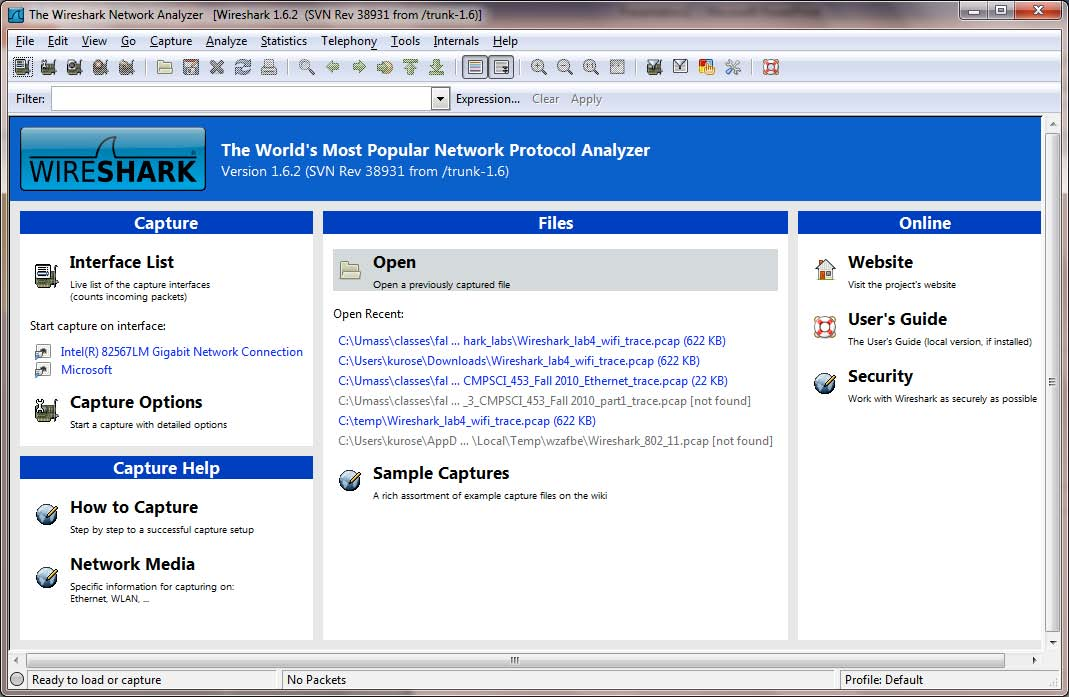 The Wireshark Network Analyzer [Wireshark 1.6.2 (SVN Rev 38931 from /trunk-1.6)]
File Edit View Go Capture Analyze Statistics Telephony Tools Internals Help
Filter: Expression... Clear Apply
WIRESHARK
The World's Most Popular Network Protocol Analyzer
Version 1.6.2 (SVN Rev 38931 from /trunk-1.6)
Capture
Interface List
Live list of the capture interfaces
(counts incoming packets)
Start capture on interface:
Intel(R) 82567LM Gigabit Network Connection
Microsoft
Capture Options
Start a capture with detailed options
Capture Help
How to Capture
Step by step to a successful capture setup
Network Media
Specific information for capturing on:
Ethernet, WLAN, ...
Files
Open
Open a previously captured file
Open Recent:
C:\Umass\classes\fal ... hark_labs\Wireshark_lab4_wifi_trace.pcap (622 KB)
C:\Users\kurose\Downloads\Wireshark_lab4_wifi_trace.pcap (622 KB)
C:\Umass\classes\fal ... CMPSCI_453_Fall 2010_Ethernet_trace.pcap (22 KB)
C:\Umass\classes\fal ... _3_CMPSCI_453_Fall 2010_part1_trace.pcap [not found]
C:\temp\Wireshark_lab4_wifi_trace.pcap (622 KB)
C:\Users\kurose\AppD ... \Local\Temp\wzafbe\Wireshark_802_11.pcap [not found]
Sample Captures
A rich assortment of example capture files on the wiki
Online
Website
Visit the project's website
User's Guide
The User's Guide (local version, if installed)
Security
Work with Wireshark as securely as possible
Ready to load or capture
No Packets
Profile: Default